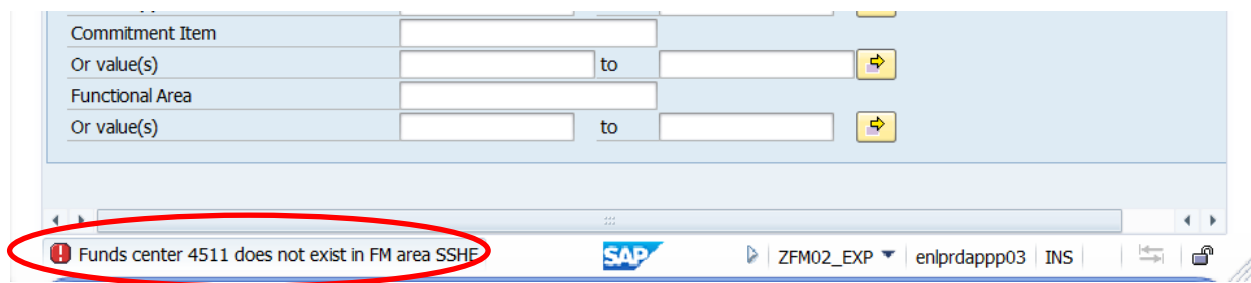 Commitment Item
Or value(s) to
Functional Area
Or value(s) to
Funds center 4511 does not exist in FM area SSHE SAP ZFM02_EXP enlprdappp03 INS